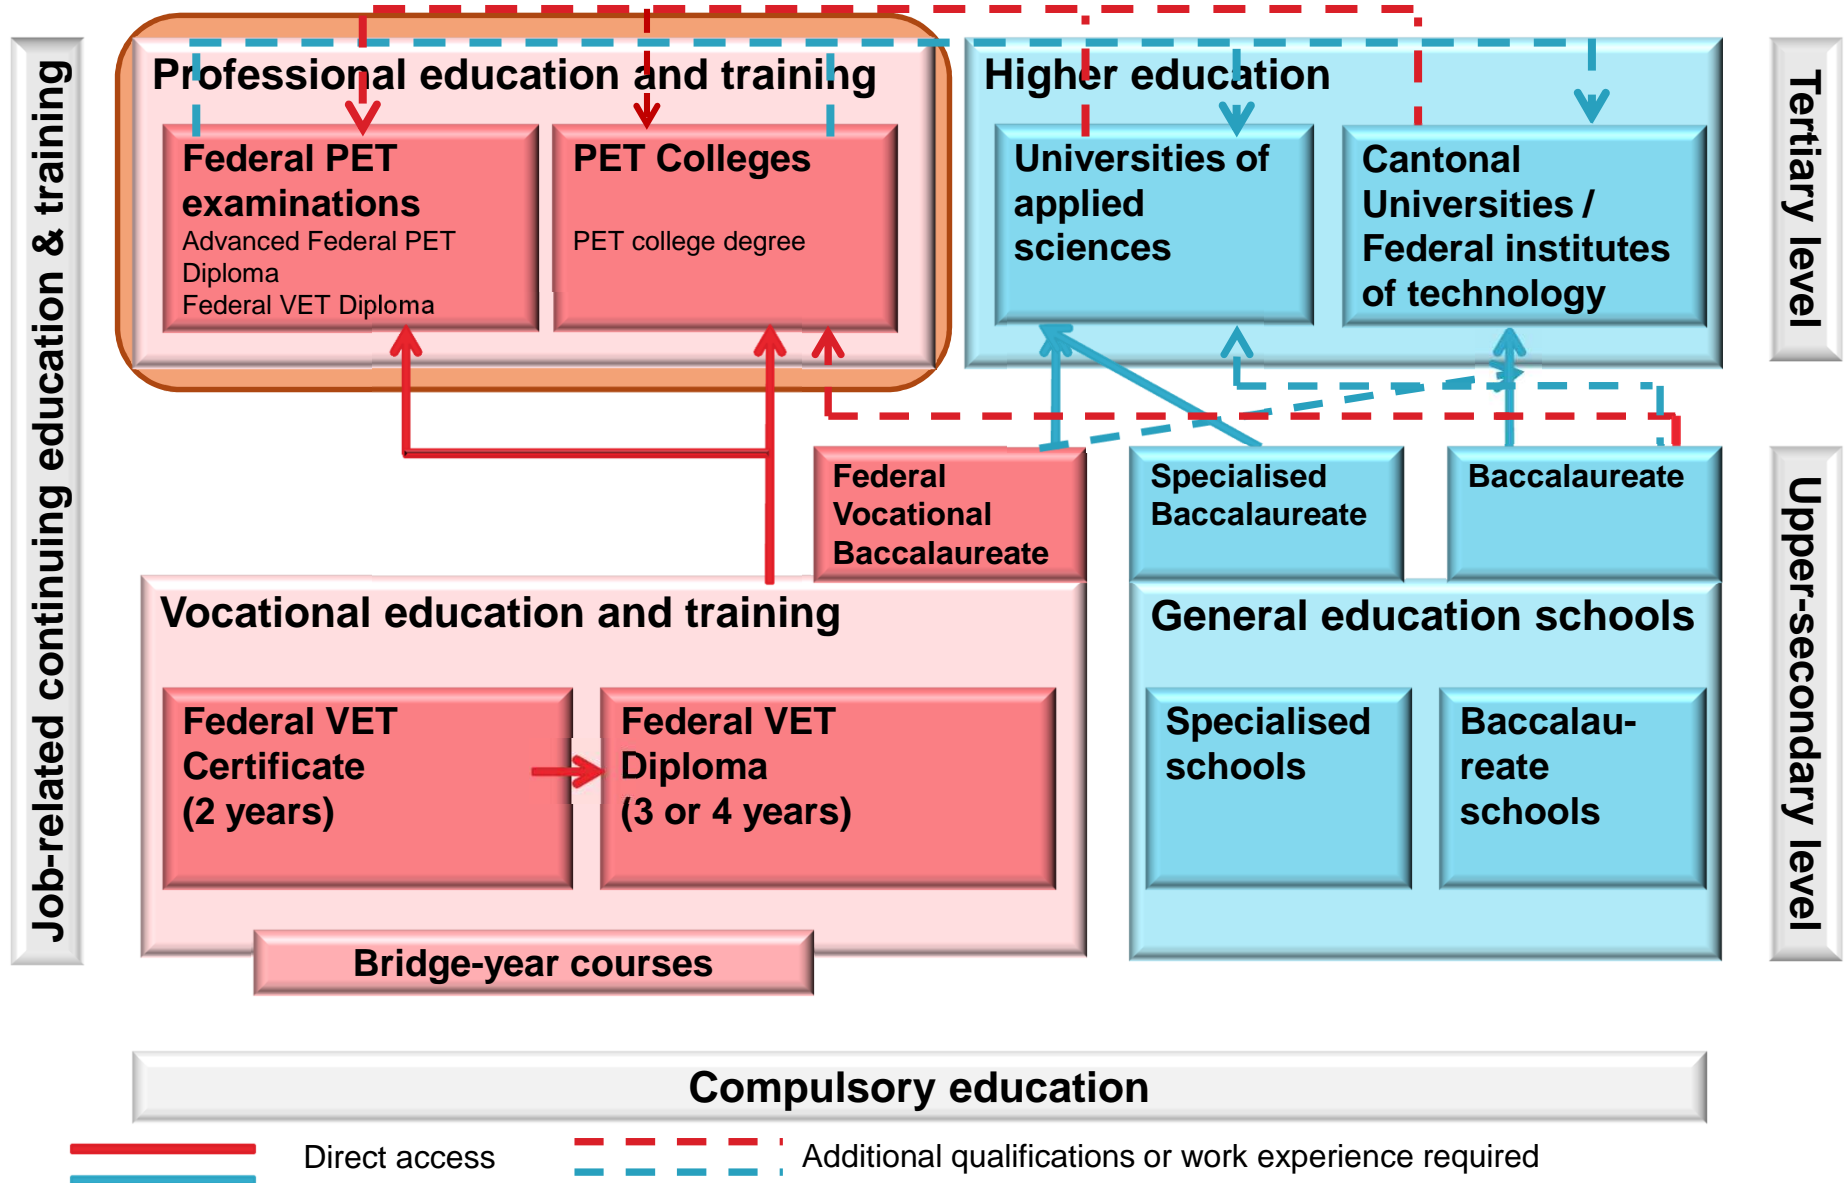 Job-related continuing education & training
Professional education and training
Federal PET
examinations
Advanced Federal PET
Diploma
Federal VET Diploma
PET Colleges
PET college degree
Higher education
Universities of
applied
sciences
Cantonal
Universities /
Federal institutes
of technology
Tertiary level
Federal
Vocational
Baccalaureate
Specialised
Baccalaureate
Baccalaureate
Upper-secondary level
Vocational education and training
Federal VET
Certificate
(2 years)
Federal VET
Diploma
(3 or 4 years)
Bridge-year courses
General education schools
Specialised
schools
Baccalau-
reate
schools
Compulsory education
Direct access
Additional qualifications or work experience required